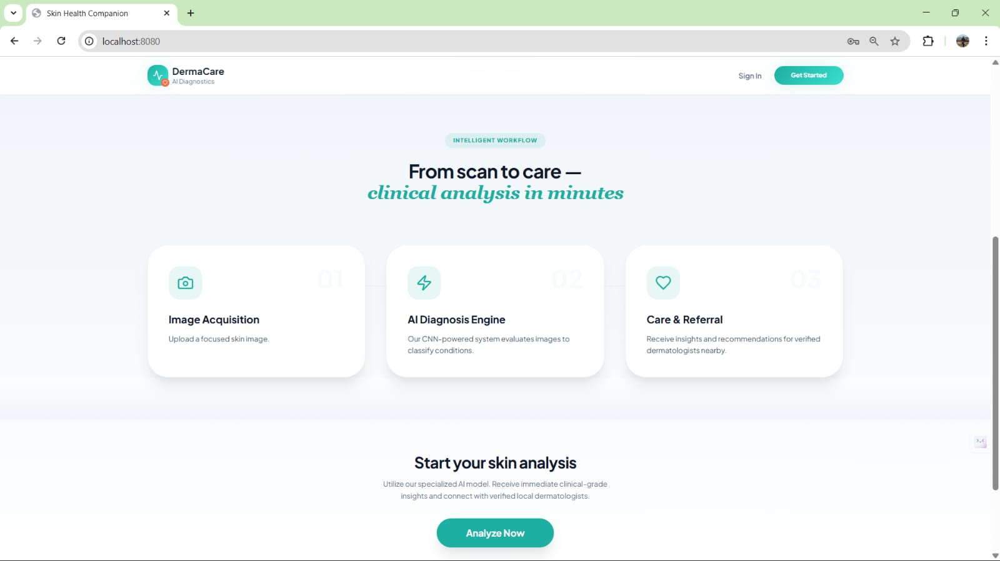 Skin Health Companion
localhost:8080
DermaCare
AI Diagnostics
Sign In
Get Started
INTELLIGENT WORKFLOW
From scan to care —
clinical analysis in minutes
01
Image Acquisition
Upload a focused skin image.
02
AI Diagnosis Engine
Our CNN-powered system evaluates images to
classify conditions.
03
Care & Referral
Receive insights and recommendations for verified
dermatologists nearby.
Start your skin analysis
Utilize our specialized AI model. Receive immediate clinical-grade
insights and connect with verified local dermatologists.
Analyze Now